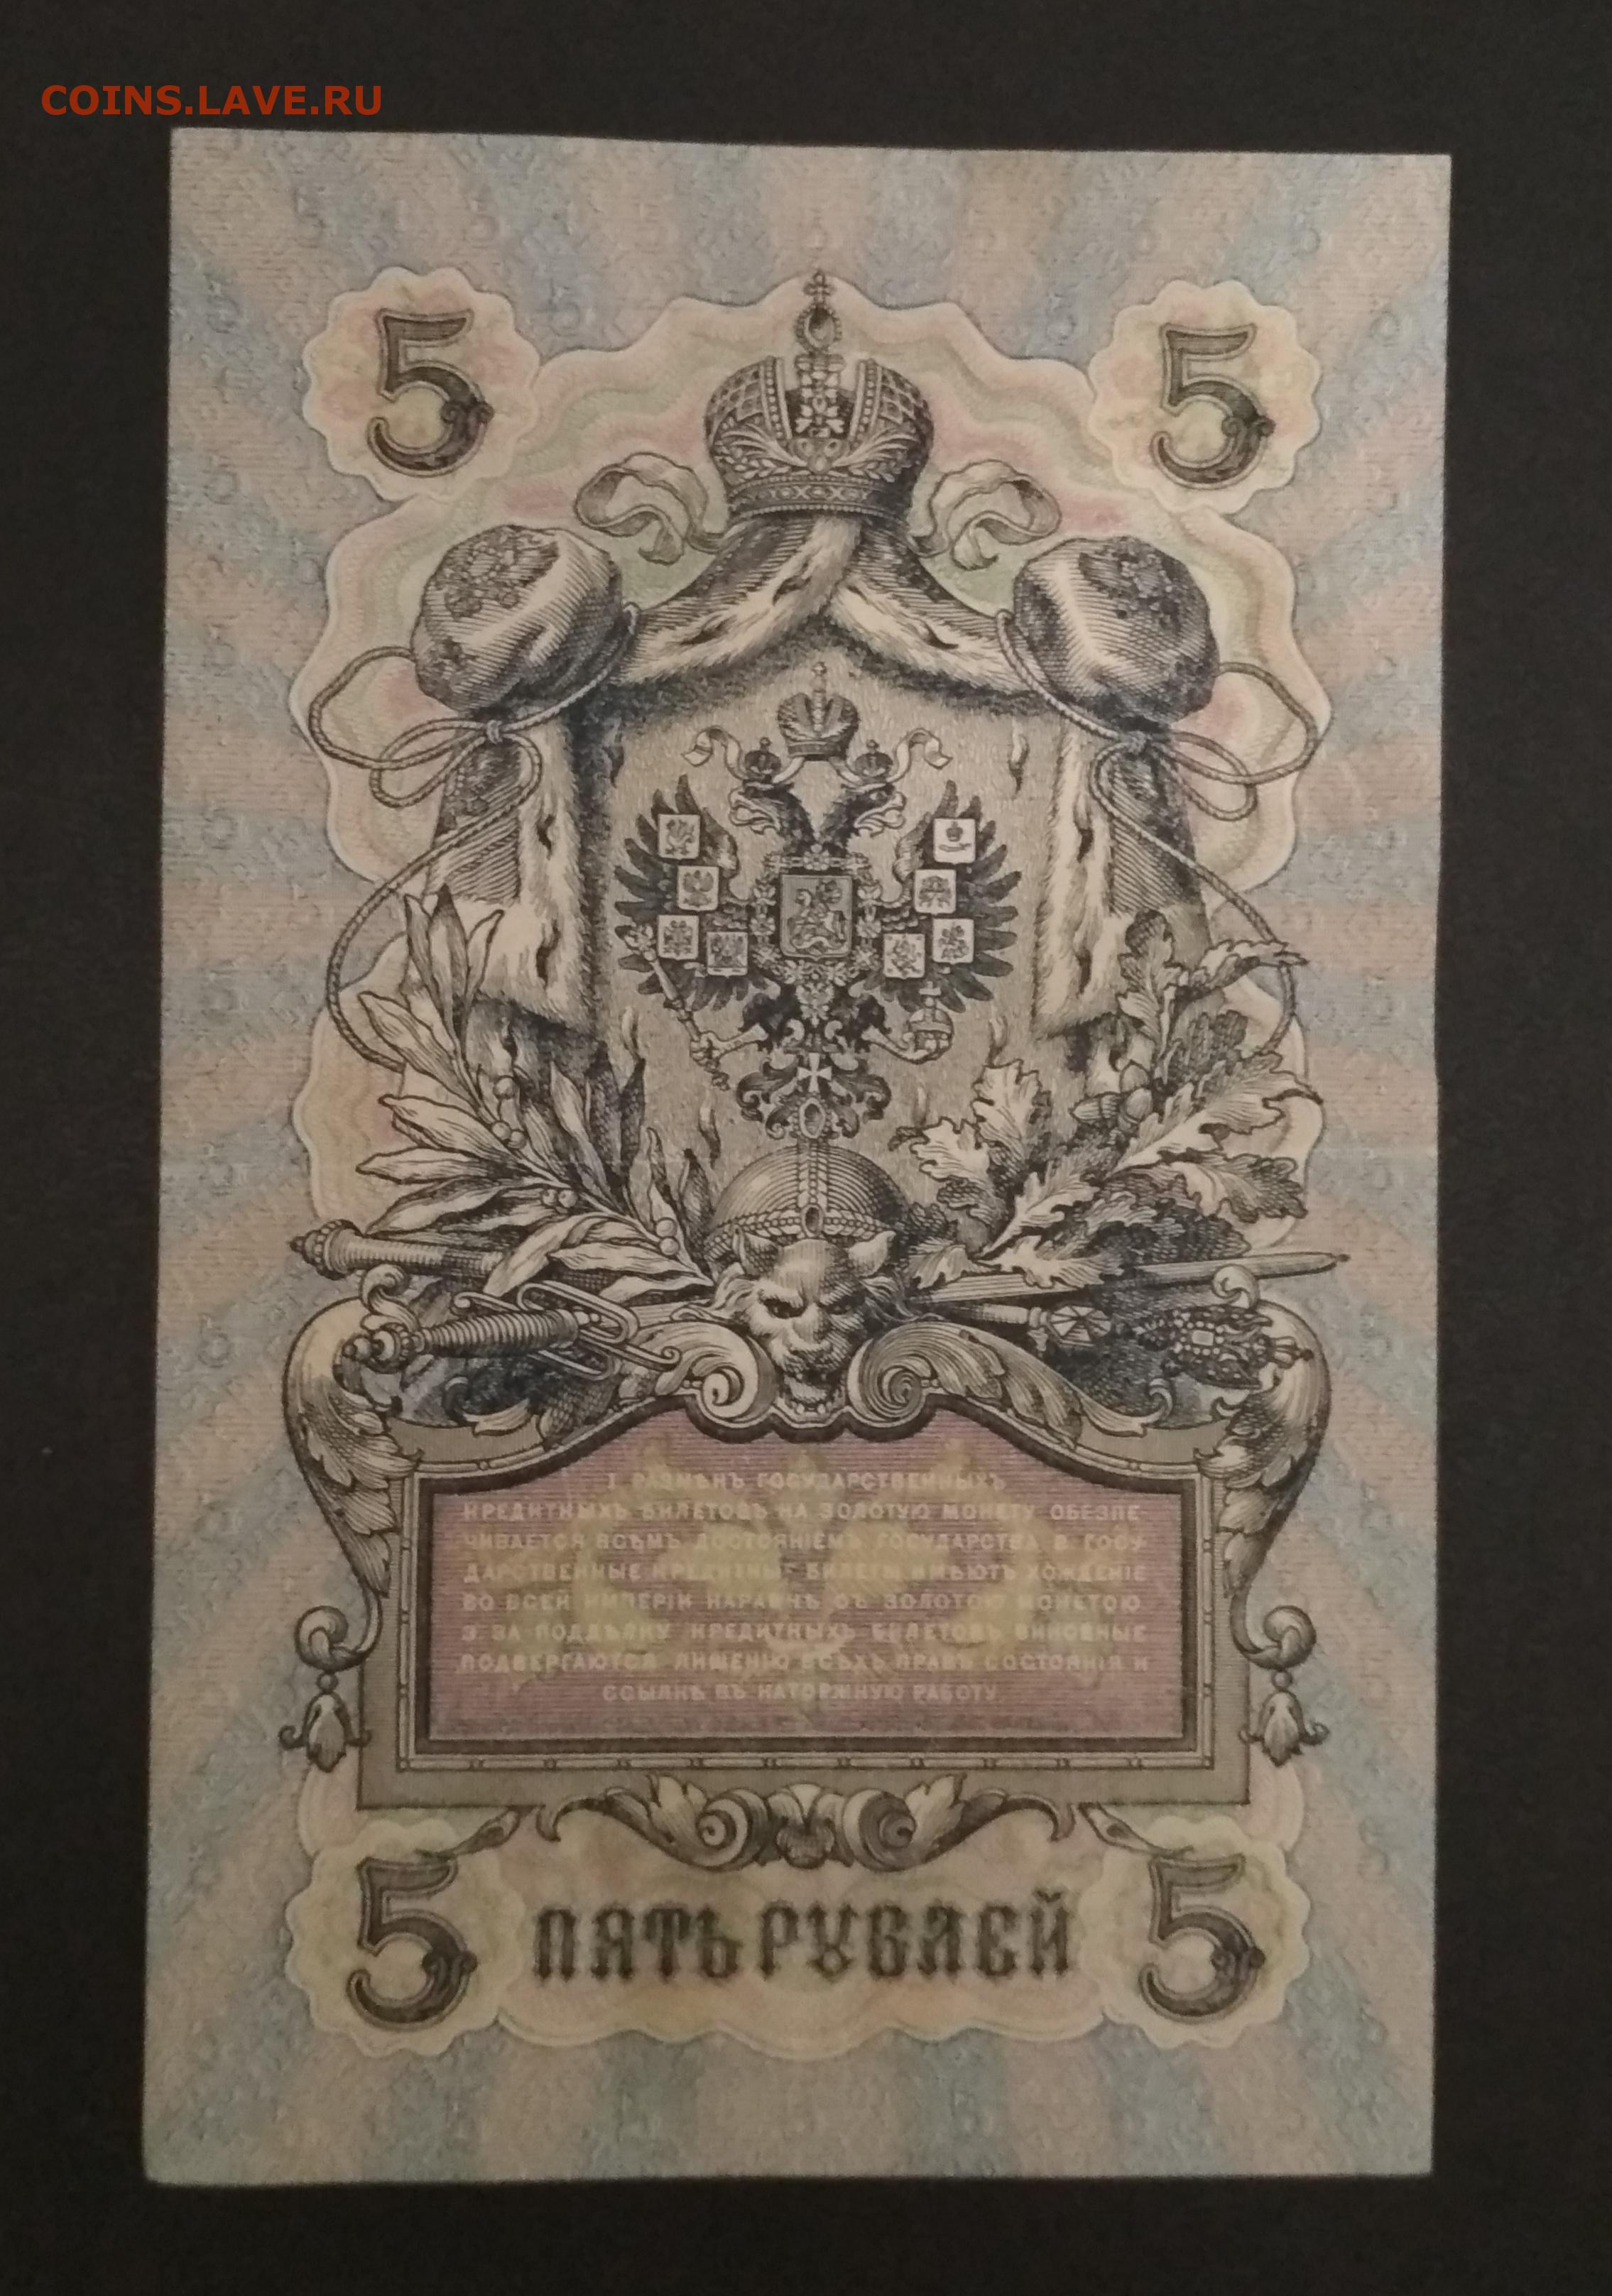 COINS.LAVE.RU
5 5
1. РАЗМѢНЪ ГОСУДАРСТВЕННЫХЪ
КРЕДИТНЫХЪ БИЛЕТОВЪ НА ЗОЛОТУЮ МОНЕТУ ОБЕЗПЕ-
ЧИВАЕТСЯ ВСѢМЪ ДОСТОЯНІЕМЪ ГОСУДАРСТВА 2. ГОСУ-
ДАРСТВЕННЫЕ КРЕДИТНЫЕ БИЛЕТЫ ИМѢЮТЪ ХОЖДЕНІЕ
ВО ВСЕЙ ИМПЕРІИ НАРАВНѢ СЪ ЗОЛОТОЮ МОНЕТОЮ
3. ЗА ПОДДѢЛКУ КРЕДИТНЫХЪ БИЛЕТОВЪ ВИНОВНЫЕ
ПОДВЕРГАЮТСЯ ЛИШЕНІЮ ВСѢХЪ ПРАВЪ СОСТОЯНІЯ И
ССЫЛКѢ ВЪ КАТОРЖНУЮ РАБОТУ
5 ПЯТЬ РУБЛЕЙ 5